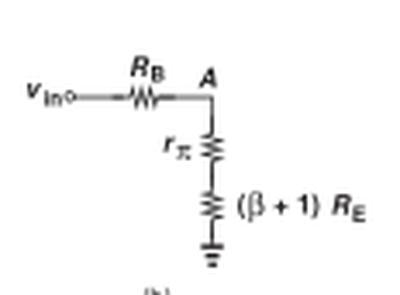 R_B A
v_in
r_π
(β + 1) R_E
(b)